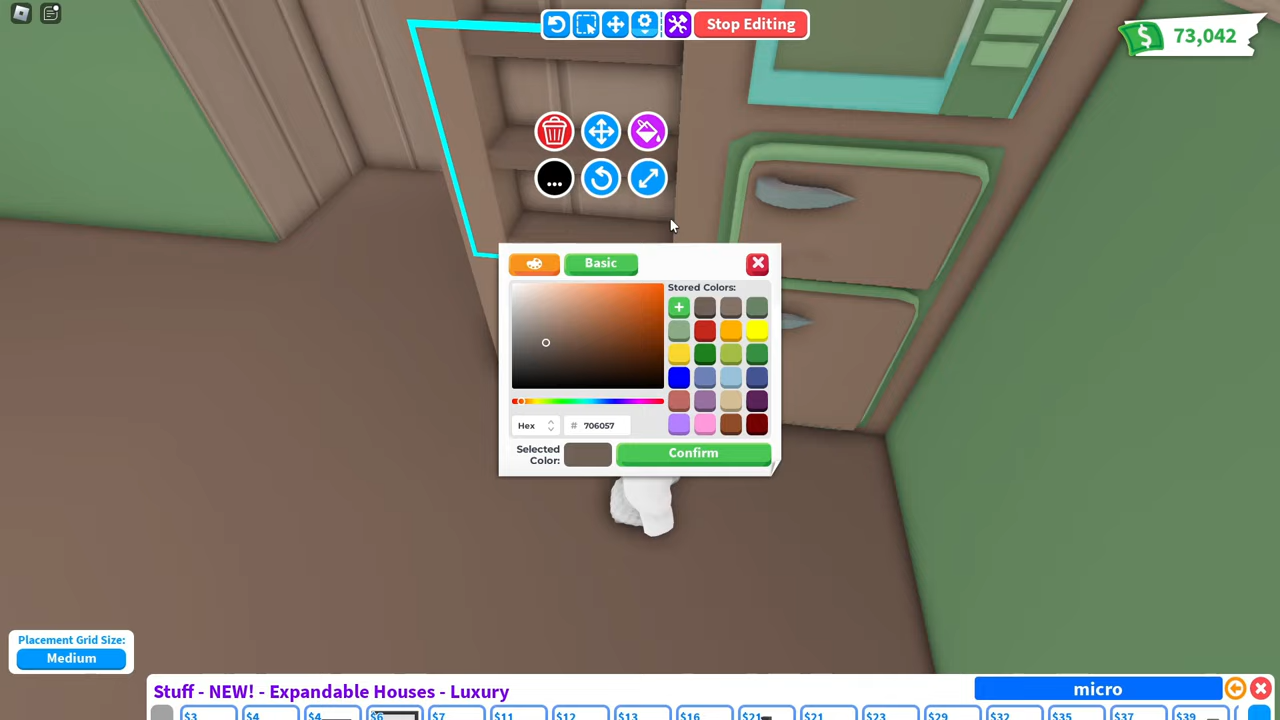 Stop Editing
73,042
...
Basic
Stored Colors:
+
Hex
# 706057
Selected
Color:
Confirm
Placement Grid Size:
Medium
Stuff - NEW! - Expandable Houses - Luxury
micro
$3
$4
$4
$6
$7
$11
$12
$13
$16
$21
$21
$23
$29
$32
$35
$37
$39